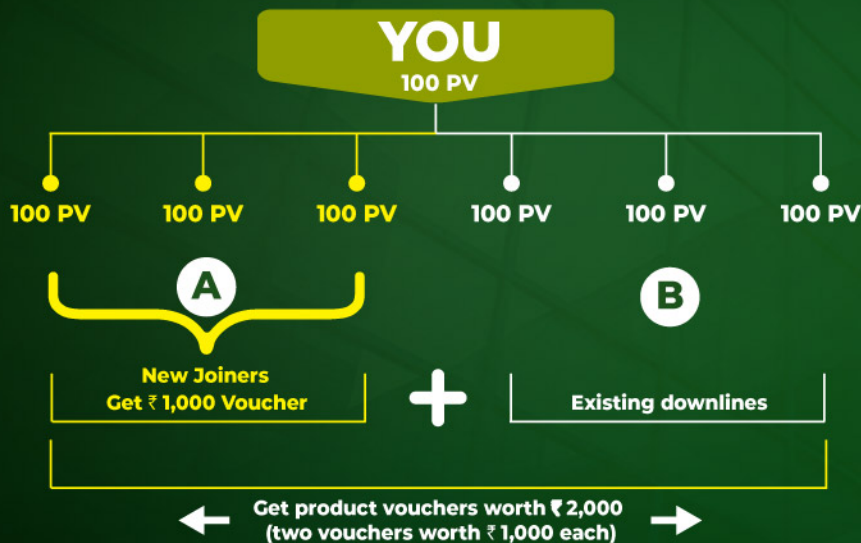 YOU
100 PV
100 PV 100 PV 100 PV 100 PV 100 PV 100 PV
A B
New Joiners
Get ₹ 1,000 Voucher
+
Existing downlines
Get product vouchers worth ₹ 2,000
(two vouchers worth ₹ 1,000 each)